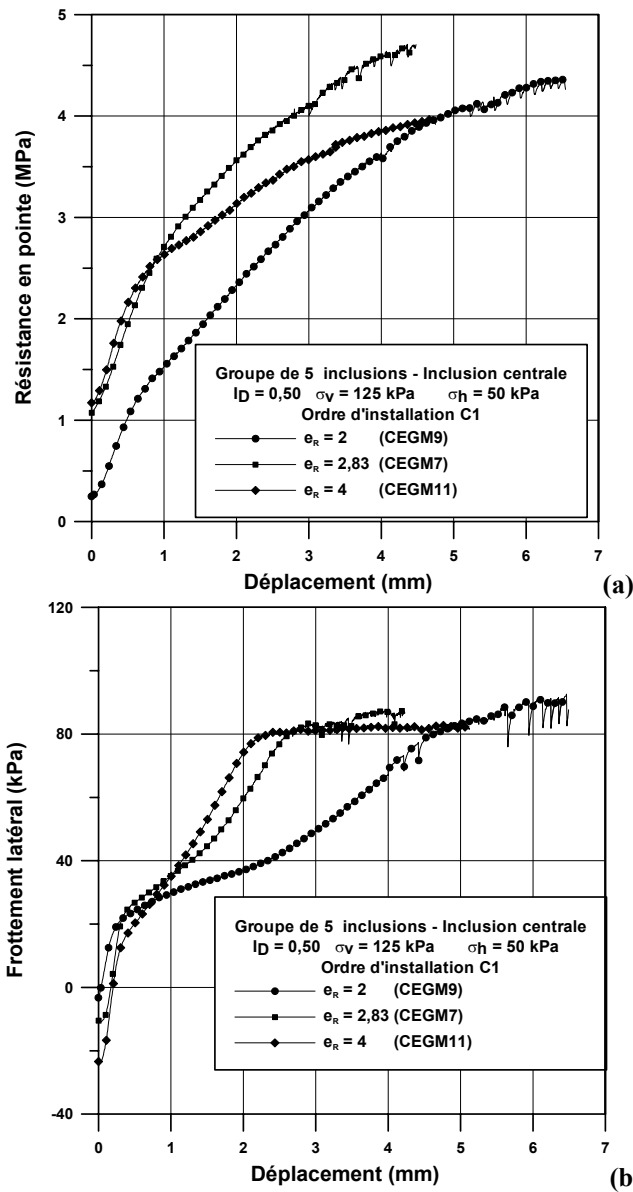 5
4
3
2
1
0
Résistance en pointe (MPa)
Groupe de 5 inclusions - Inclusion centrale
ID = 0,50 σv = 125 kPa σh = 50 kPa
Ordre d'installation C1
eR = 2 (CEGM9)
eR = 2,83 (CEGM7)
eR = 4 (CEGM11)
0 1 2 3 4 5 6 7
Déplacement (mm)
(a)
120
80
40
0
-40
Frottement latéral (kPa)
Groupe de 5 inclusions - Inclusion centrale
ID = 0,50 σv = 125 kPa σh = 50 kPa
Ordre d'installation C1
eR = 2 (CEGM9)
eR = 2,83 (CEGM7)
eR = 4 (CEGM11)
0 1 2 3 4 5 6 7
Déplacement (mm)
(b